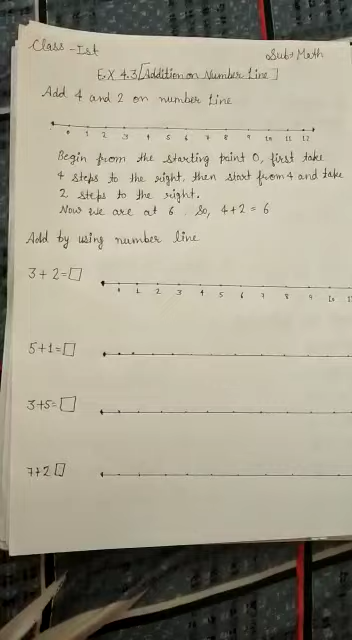 Class -Ist
Sub:- Math
EX 4.3 [Addition on Number Line]
Add 4 and 2 on number line
0 1 2 3 4 5 6 7 8 9 10 11 12
Begin from the starting point 0, first take
4 steps to the right, then start from 4 and take
2 steps to the right.
Now we are at 6. So, 4+2 = 6
Add by using number line
3+2=
0 1 2 3 4 5 6 7 8 9 10
5+1=
3+5=
7+2